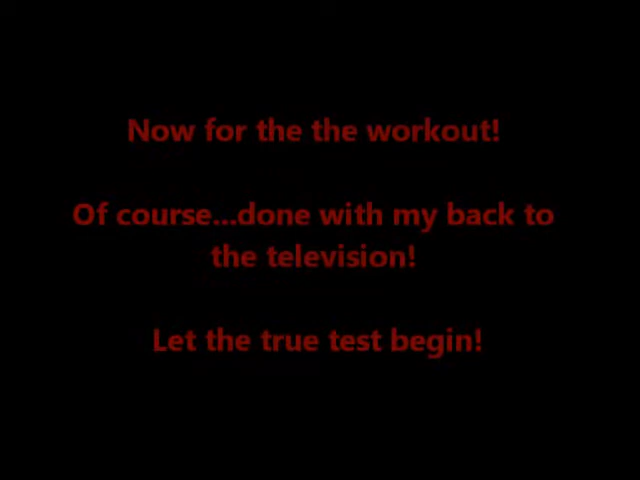 Now for the the workout!
Of course...done with my back to
the television!
Let the true test begin!